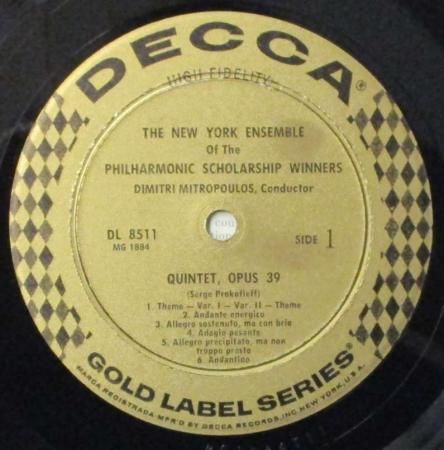 DECCA®
HIGH FIDELITY
THE NEW YORK ENSEMBLE
Of The
PHILHARMONIC SCHOLARSHIP WINNERS
DIMITRI MITROPOULOS, Conductor
DL 8511
MG 1884
SIDE 1
QUINTET, OPUS 39
(Serge Prokofieff)
1. Theme — Var. I — Var. II — Theme
2. Andante energico
3. Allegro sostenuto, ma con brio
4. Adagio pesante
5. Allegro precipitato, ma non
troppo presto
6. Andantino
GOLD LABEL SERIES®
MARCA REGISTRADA-MFR'D BY DECCA RECORDS, INC. NEW YORK, U.S.A.